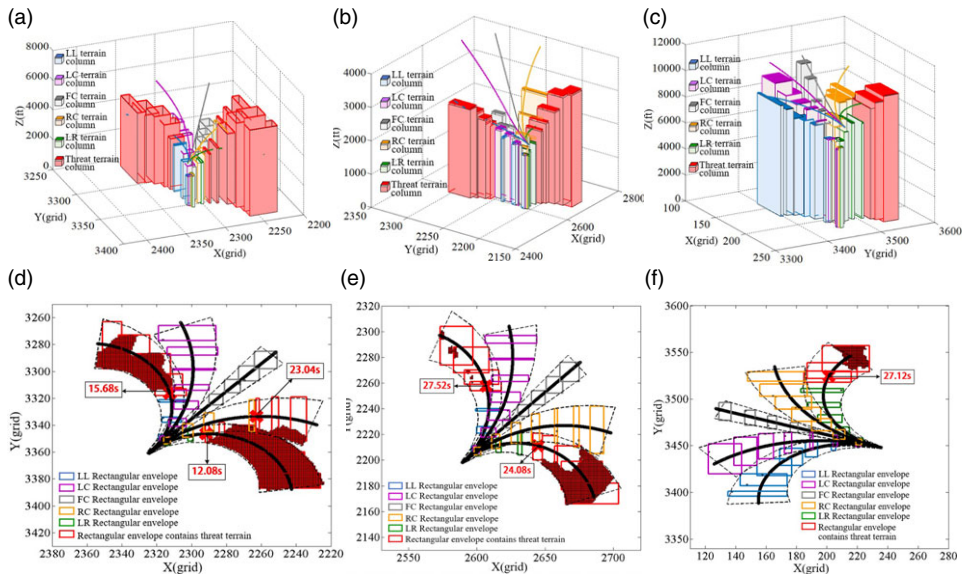 (a)
8000
6000
4000
2000
0
Z(ft)
LL terrain
column
LC terrain
column
FC terrain
column
RC terrain
column
LR terrain
column
Threat terrain
column
3250
3300
3350
3400
Y(grid)
2400
2350
2300
2250
2200
X(grid)
(b)
4000
3000
2000
1000
0
Z(ft)
LL terrain
column
LC terrain
column
FC terrain
column
RC terrain
column
LR terrain
column
Threat terrain
column
2350
2300
2250
2200
2150
Y(grid)
2400
2600
2800
X(grid)
(c)
12000
10000
8000
6000
4000
2000
0
Z(ft)
LL terrain
column
LC terrain
column
FC terrain
column
RC terrain
column
LR terrain
column
Threat terrain
column
100
150
200
250
X(grid)
3300
3400
3500
3600
Y(grid)
(d)
3260
3280
3300
3320
3340
3360
3380
3400
3420
Y(grid)
15.68s
23.04s
12.08s
LL Rectangular envelope
LC Rectangular envelope
FC Rectangular envelope
RC Rectangular envelope
LR Rectangular envelope
Rectangular envelope contains threat terrain
2380
2360
2340
2320
2300
2280
2260
2240
2220
X(grid)
(e)
2320
2300
2280
2260
2240
2220
2200
2180
2160
2140
27.52s
24.08s
LL Rectangular envelope
LC Rectangular envelope
FC Rectangular envelope
RC Rectangular envelope
LR Rectangular envelope
Rectangular envelope contains threat terrain
2550
2600
2650
2700
X(grid)
(f)
3600
3550
3500
3450
3400
3350
Y(grid)
27.12s
LL Rectangular envelope
LC Rectangular envelope
FC Rectangular envelope
RC Rectangular envelope
LR Rectangular envelope
Rectangular envelope
contains threat terrain
120
140
160
180
200
220
240
260
280
X(grid)